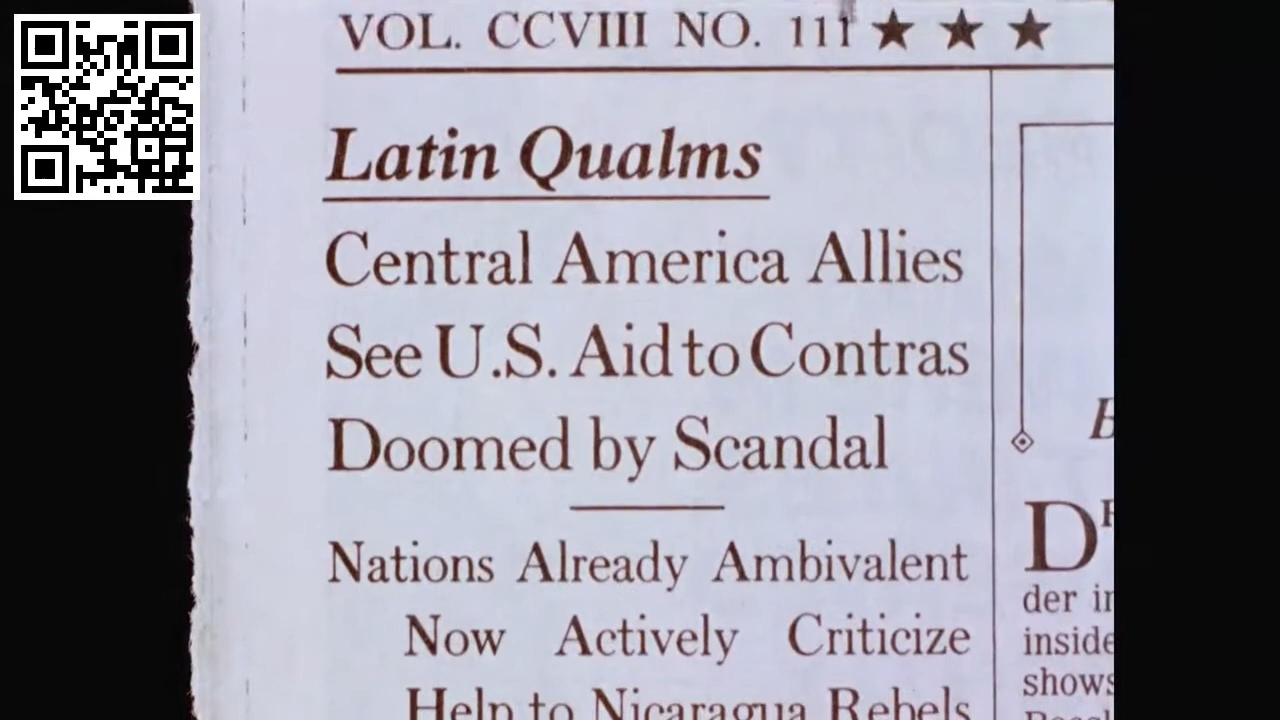 VOL. CCVIII NO. 111 ★ ★ ★
Latin Qualms
Central America Allies
See U.S. Aid to Contras
Doomed by Scandal
Nations Already Ambivalent
Now Actively Criticize
Help to Nicaragua Rebels
der
inside
shows